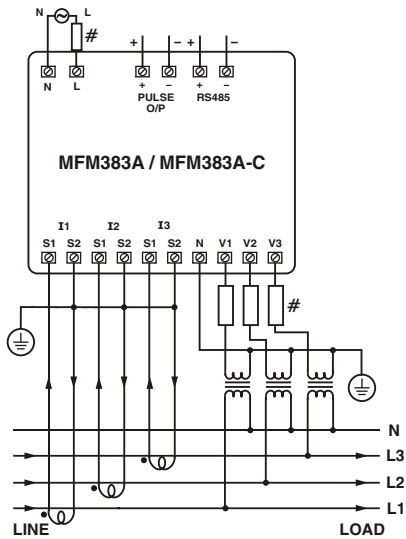 N L
#
+ − + −
N L + − + −
PULSE O/P RS485
MFM383A / MFM383A-C
I1 I2 I3
S1 S2 S1 S2 S1 S2 N V1 V2 V3
#
N
L3
L2
L1
LINE LOAD